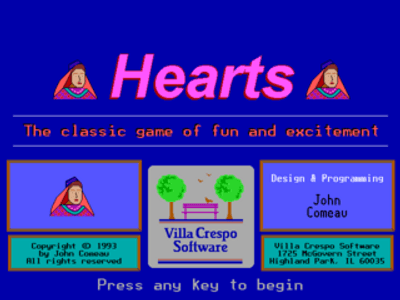 Hearts
The classic game of fun and excitement
Design & Programming
John
Comeau
Villa Crespo
Software
Copyright © 1993
by John Comeau
All rights reserved
Villa Crespo Software
1725 McGovern Street
Highland Park, IL 60035
Press any Key to begin